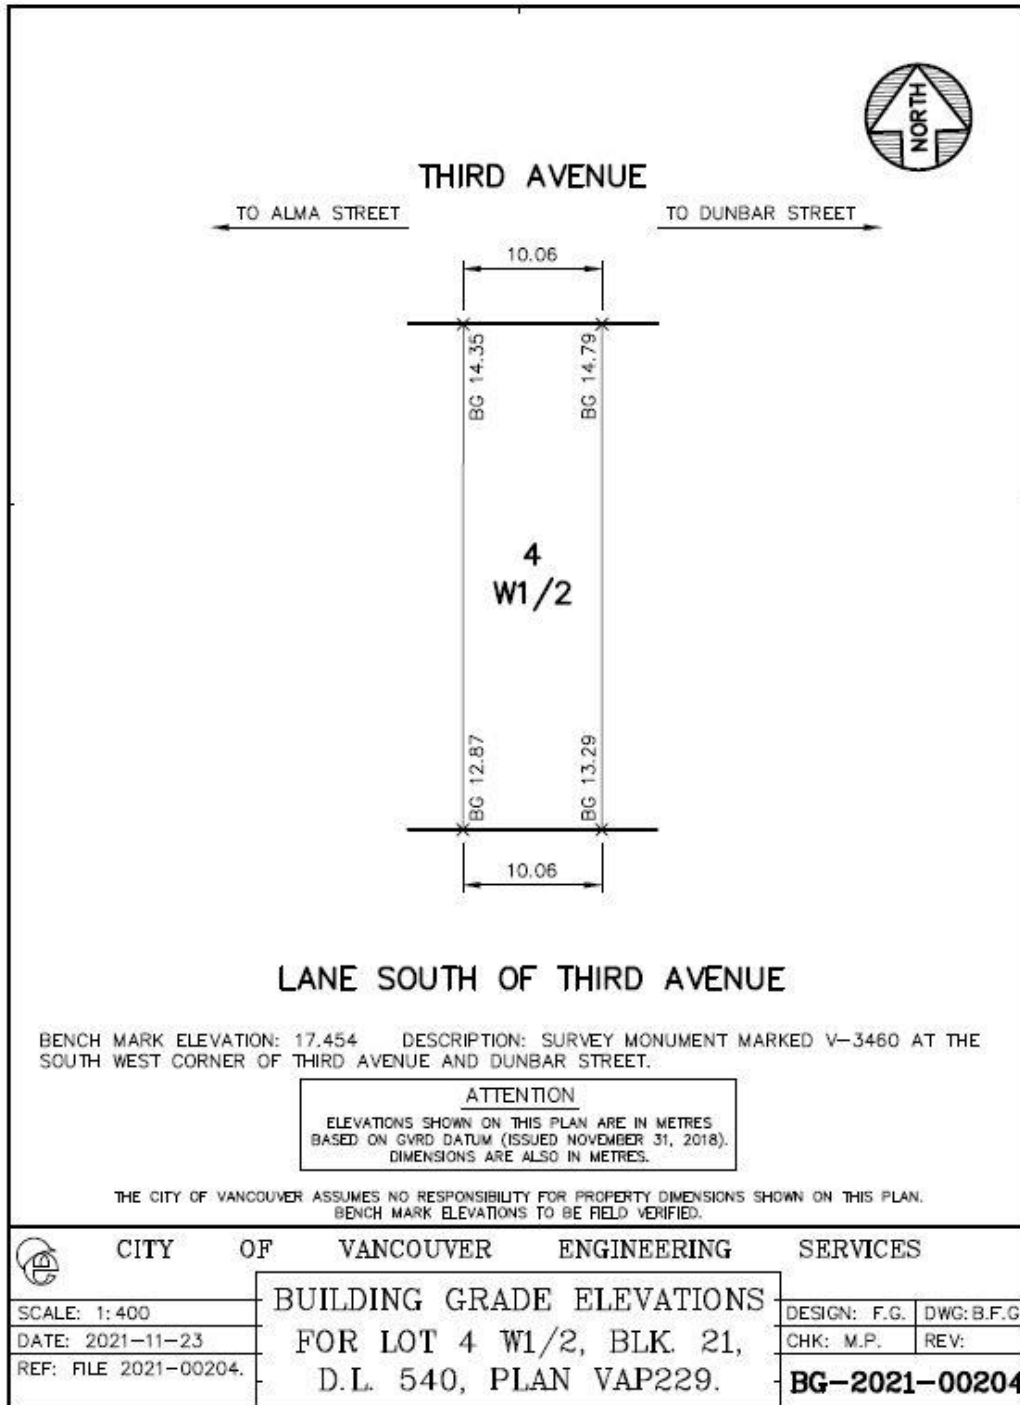 NORTH
THIRD AVENUE
TO ALMA STREET
TO DUNBAR STREET
10.06
BG 14.35
BG 14.79
4
W1/2
BG 12.87
BG 13.29
10.06
LANE SOUTH OF THIRD AVENUE
BENCH MARK ELEVATION: 17.454 DESCRIPTION: SURVEY MONUMENT MARKED V-3460 AT THE
SOUTH WEST CORNER OF THIRD AVENUE AND DUNBAR STREET.
ATTENTION
ELEVATIONS SHOWN ON THIS PLAN ARE IN METRES
BASED ON GVRD DATUM (ISSUED NOVEMBER 31, 2018).
DIMENSIONS ARE ALSO IN METRES.
THE CITY OF VANCOUVER ASSUMES NO RESPONSIBILITY FOR PROPERTY DIMENSIONS SHOWN ON THIS PLAN.
BENCH MARK ELEVATIONS TO BE FIELD VERIFIED.
CITY OF VANCOUVER ENGINEERING SERVICES
SCALE: 1:400
DATE: 2021-11-23
REF: FILE 2021-00204.
BUILDING GRADE ELEVATIONS
FOR LOT 4 W1/2, BLK. 21,
D.L. 540, PLAN VAP229.
DESIGN: F.G.
DWG: B.F.G
CHK: M.P.
REV:
BG-2021-00204